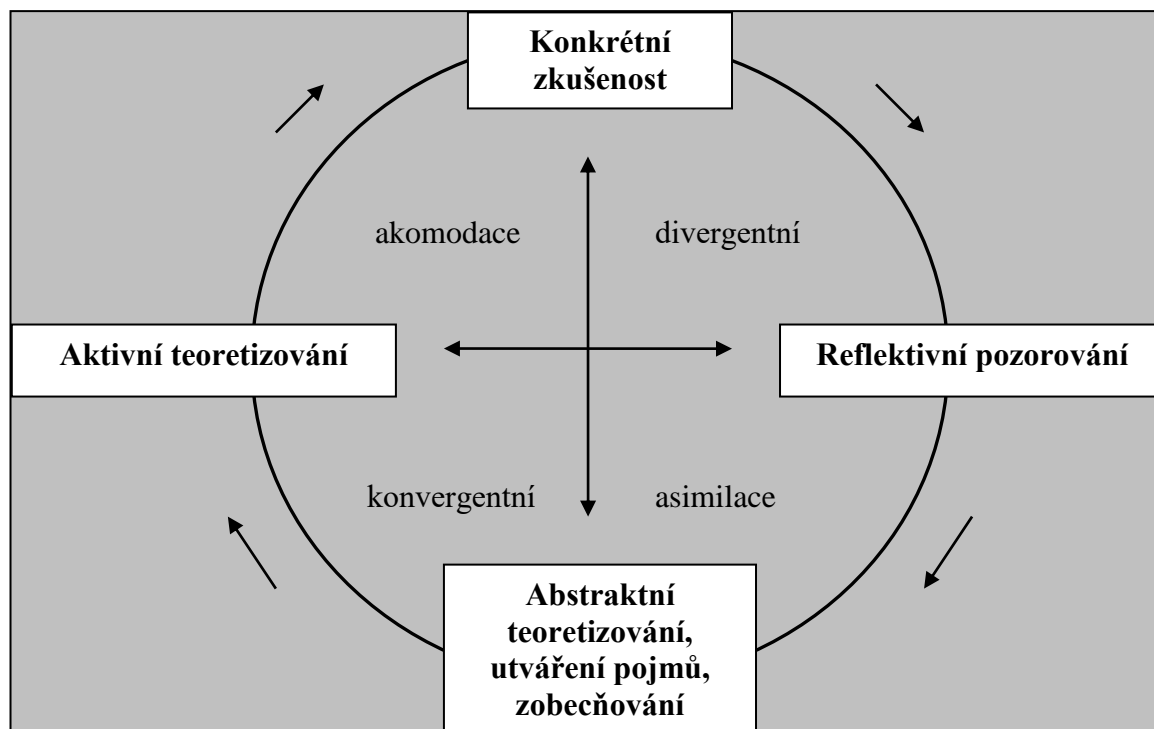 Konkrétní
zkušenost
akomodace
divergentní
Aktivní teoretizování
Reflektivní pozorování
konvergentní
asimilace
Abstraktní
teoretizování,
utváření pojmů,
zobecňování